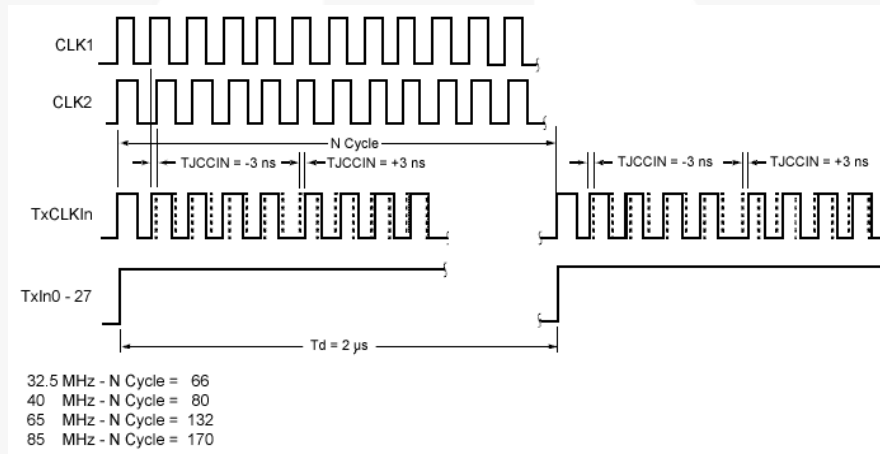 CLK1
CLK2
N Cycle
TJCCIN = -3 ns
TJCCIN = +3 ns
TJCCIN = -3 ns
TJCCIN = +3 ns
TxCLKIn
TxIn0 - 27
Td = 2 µs
32.5 MHz - N Cycle = 66
40 MHz - N Cycle = 80
65 MHz - N Cycle = 132
85 MHz - N Cycle = 170